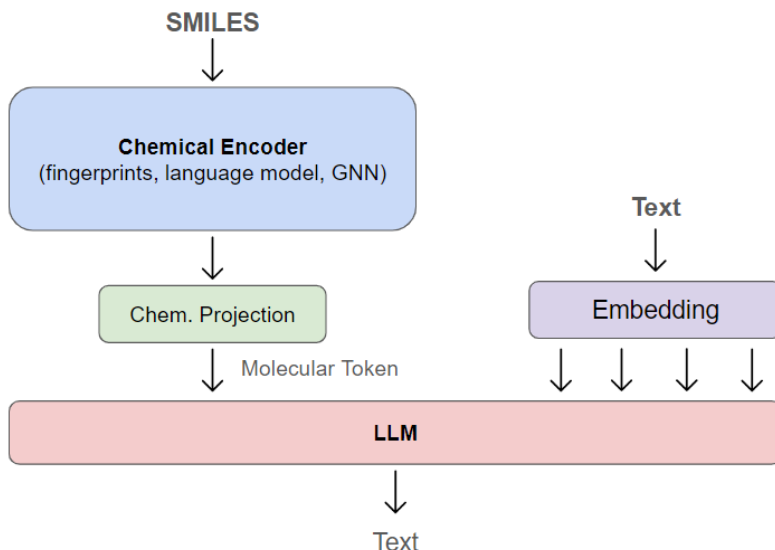 SMILES
Chemical Encoder
(fingerprints, language model, GNN)
Text
Chem. Projection
Embedding
Molecular Token
LLM
Text